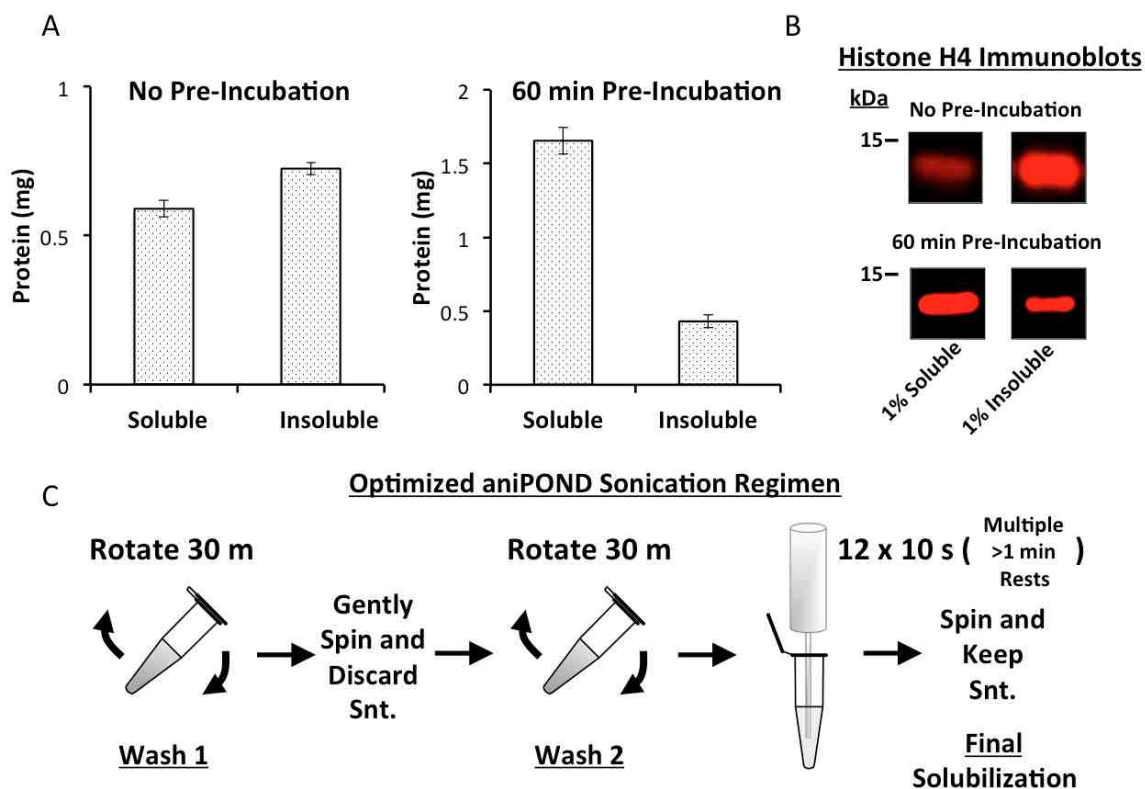 A
No Pre-Incubation
1
0.5
0
Protein (mg)
Soluble
Insoluble
60 min Pre-Incubation
2
1.5
1
0.5
0
Protein (mg)
Soluble
Insoluble
B
Histone H4 Immunoblots
kDa
No Pre-Incubation
15
60 min Pre-Incubation
15
1% Soluble
1% Insoluble
C
Optimized aniPOND Sonication Regimen
Rotate 30 m
Wash 1
Gently
Spin and
Discard
Snt.
Rotate 30 m
Wash 2
12 x 10 s ( Multiple
>1 min
Rests )
Spin and
Keep
Snt.
Final
Solubilization